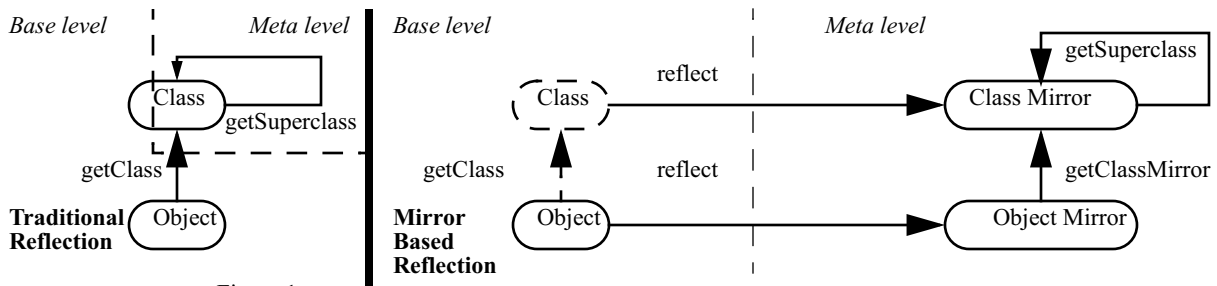 Base level
Meta level
Class
getSuperclass
getClass
Object
Traditional
Reflection
Base level
Meta level
reflect
Class
getSuperclass
Class Mirror
getClass
reflect
getClassMirror
Object
Object Mirror
Mirror
Based
Reflection